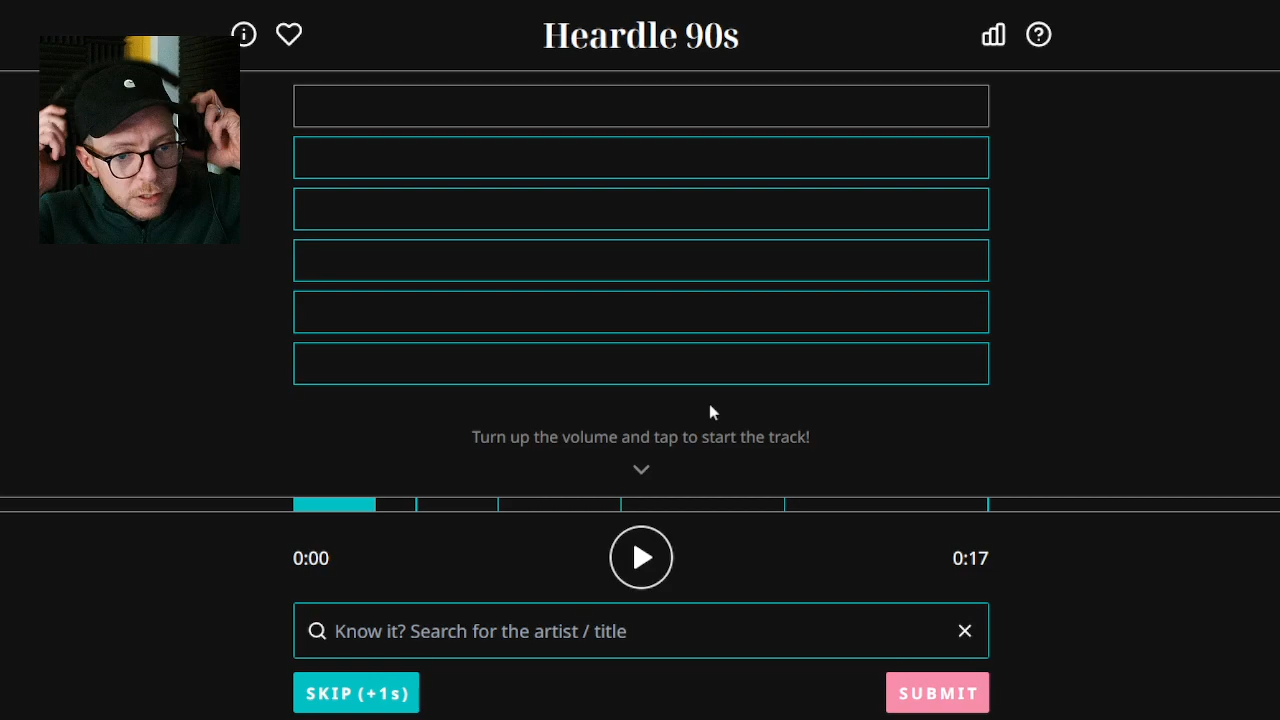 Heardle 90s
Turn up the volume and tap to start the track!
0:00
0:17
Know it? Search for the artist / title
SKIP (+1s)
SUBMIT